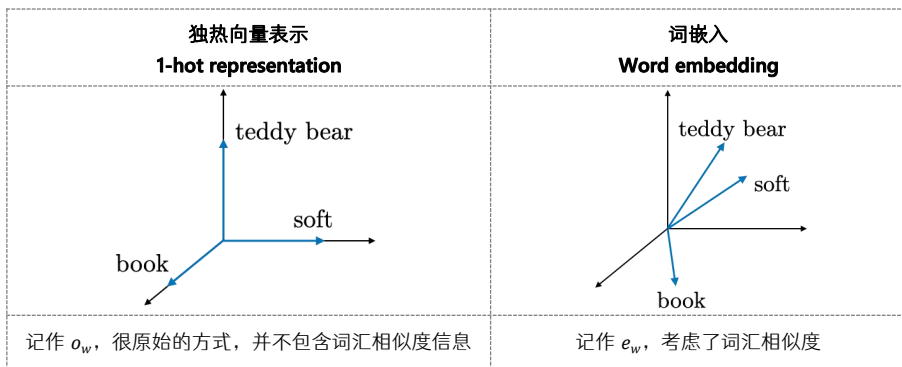 独热向量表示
1-hot representation
词嵌入
Word embedding
teddy bear
soft
book
teddy bear
soft
book
记作 o_w，很原始的方式，并不包含词汇相似度信息
记作 e_w，考虑了词汇相似度